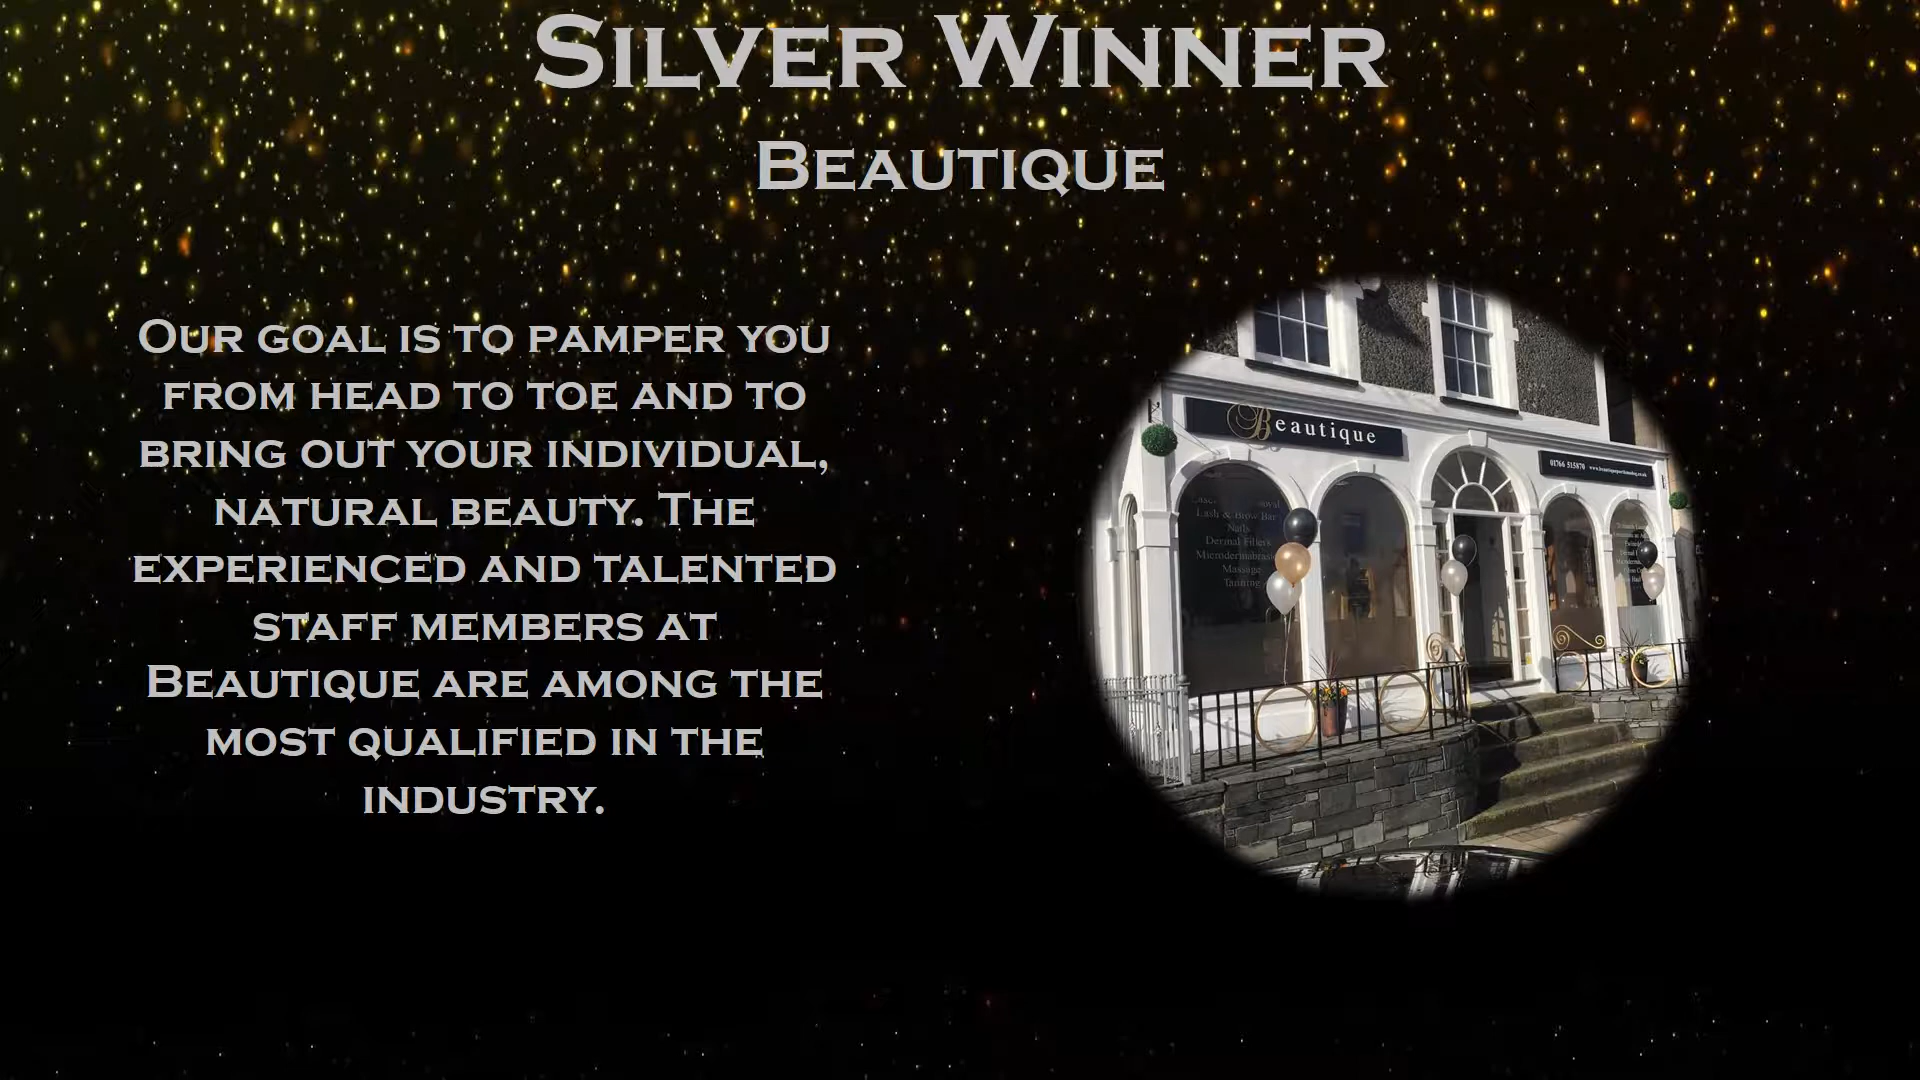 Silver Winner
Beautique
Our goal is to pamper you
from head to toe and to
bring out your individual,
natural beauty. The
experienced and talented
staff members at
Beautique are among the
most qualified in the
industry.
Beautique
01766 515870
Lash & Brow Bar
Nails
Dermal Fillers
Massage
Tanning